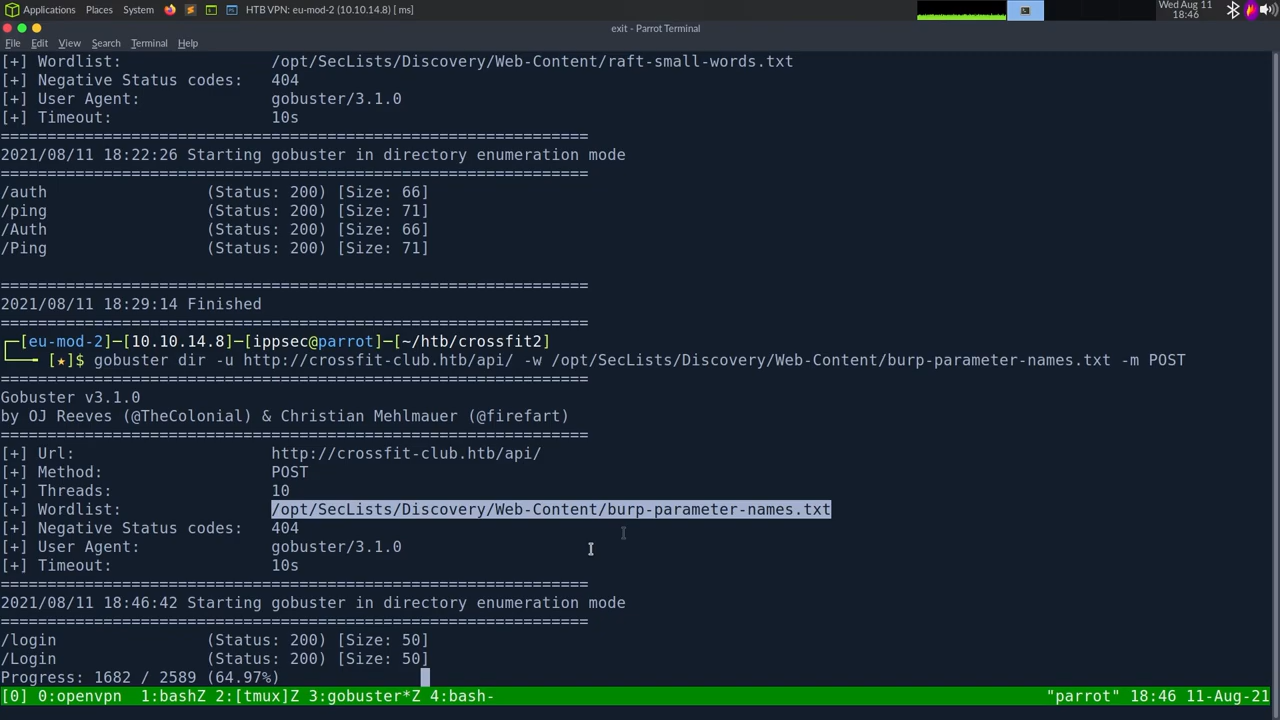 Applications Places System HTB VPN: eu-mod-2 (10.10.14.8) [ ms] Wed Aug 11
18:46
exit - Parrot Terminal
File Edit View Search Terminal Help
[+] Wordlist: /opt/SecLists/Discovery/Web-Content/raft-small-words.txt
[+] Negative Status codes: 404
[+] User Agent: gobuster/3.1.0
[+] Timeout: 10s
===============================================================
2021/08/11 18:22:26 Starting gobuster in directory enumeration mode
===============================================================
/auth (Status: 200) [Size: 66]
/ping (Status: 200) [Size: 71]
/Auth (Status: 200) [Size: 66]
/Ping (Status: 200) [Size: 71]
===============================================================
2021/08/11 18:29:14 Finished
===============================================================
┌─[eu-mod-2]─[10.10.14.8]─[ippsec@parrot]─[~/htb/crossfit2]
└──╼ [★]$ gobuster dir -u http://crossfit-club.htb/api/ -w /opt/SecLists/Discovery/Web-Content/burp-parameter-names.txt -m POST
===============================================================
Gobuster v3.1.0
by OJ Reeves (@TheColonial) & Christian Mehlmauer (@firefart)
===============================================================
[+] Url: http://crossfit-club.htb/api/
[+] Method: POST
[+] Threads: 10
[+] Wordlist: /opt/SecLists/Discovery/Web-Content/burp-parameter-names.txt
[+] Negative Status codes: 404
[+] User Agent: gobuster/3.1.0
[+] Timeout: 10s
===============================================================
2021/08/11 18:46:42 Starting gobuster in directory enumeration mode
===============================================================
/login (Status: 200) [Size: 50]
/Login (Status: 200) [Size: 50]
Progress: 1682 / 2589 (64.97%)
[0] 0:openvpn 1:bashZ 2:[tmux]Z 3:gobuster*Z 4:bash- "parrot" 18:46 11-Aug-21